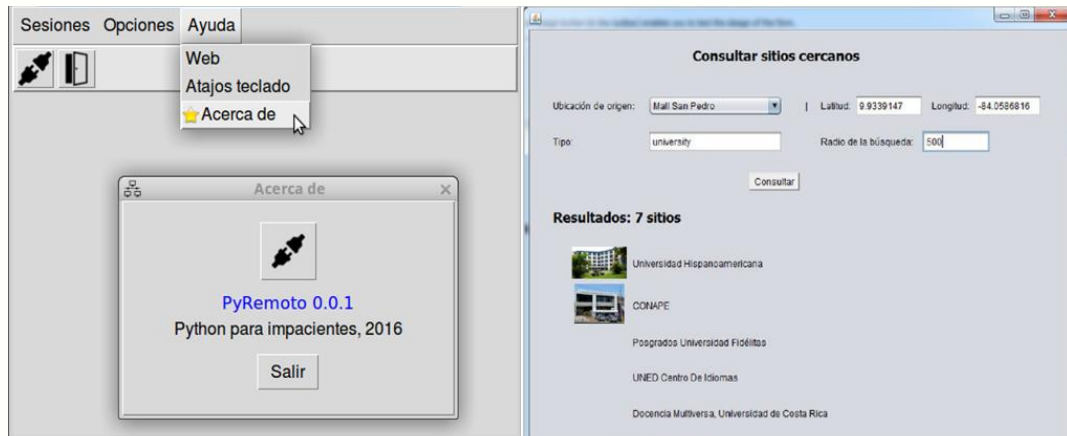 Sesiones Opciones Ayuda
Web
Atajos teclado
Acerca de
Acerca de
PyRemoto 0.0.1
Python para impacientes, 2016
Salir
Consultar sitios cercanos
Ubicación de origen: Mall San Pedro | Latitud: 9.9339147 Longitud: -84.0586816
Tipo: university Radio de la búsqueda: 500
Consultar
Resultados: 7 sitios
Universidad Hispanoamericana
CONAPE
Posgrados Universidad Fidélitas
UNED Centro De Idiomas
Docencia Multiversa, Universidad de Costa Rica